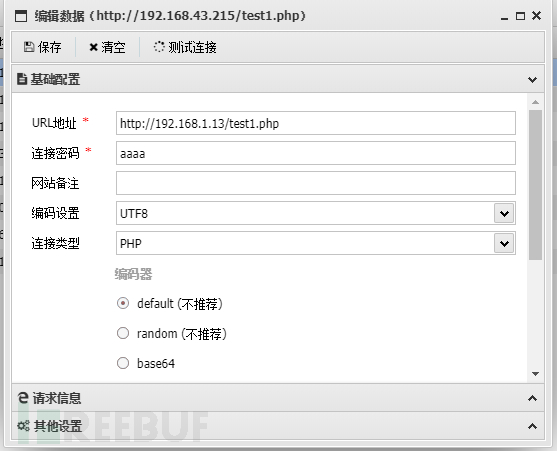 编辑数据（http://192.168.43.215/test1.php）
保存 清空 测试连接
基础配置
URL地址 * http://192.168.1.13/test1.php
连接密码 * aaaa
网站备注
编码设置 UTF8
连接类型 PHP
编码器
default (不推荐)
random (不推荐)
base64
请求信息
其他设置
FREEBUF